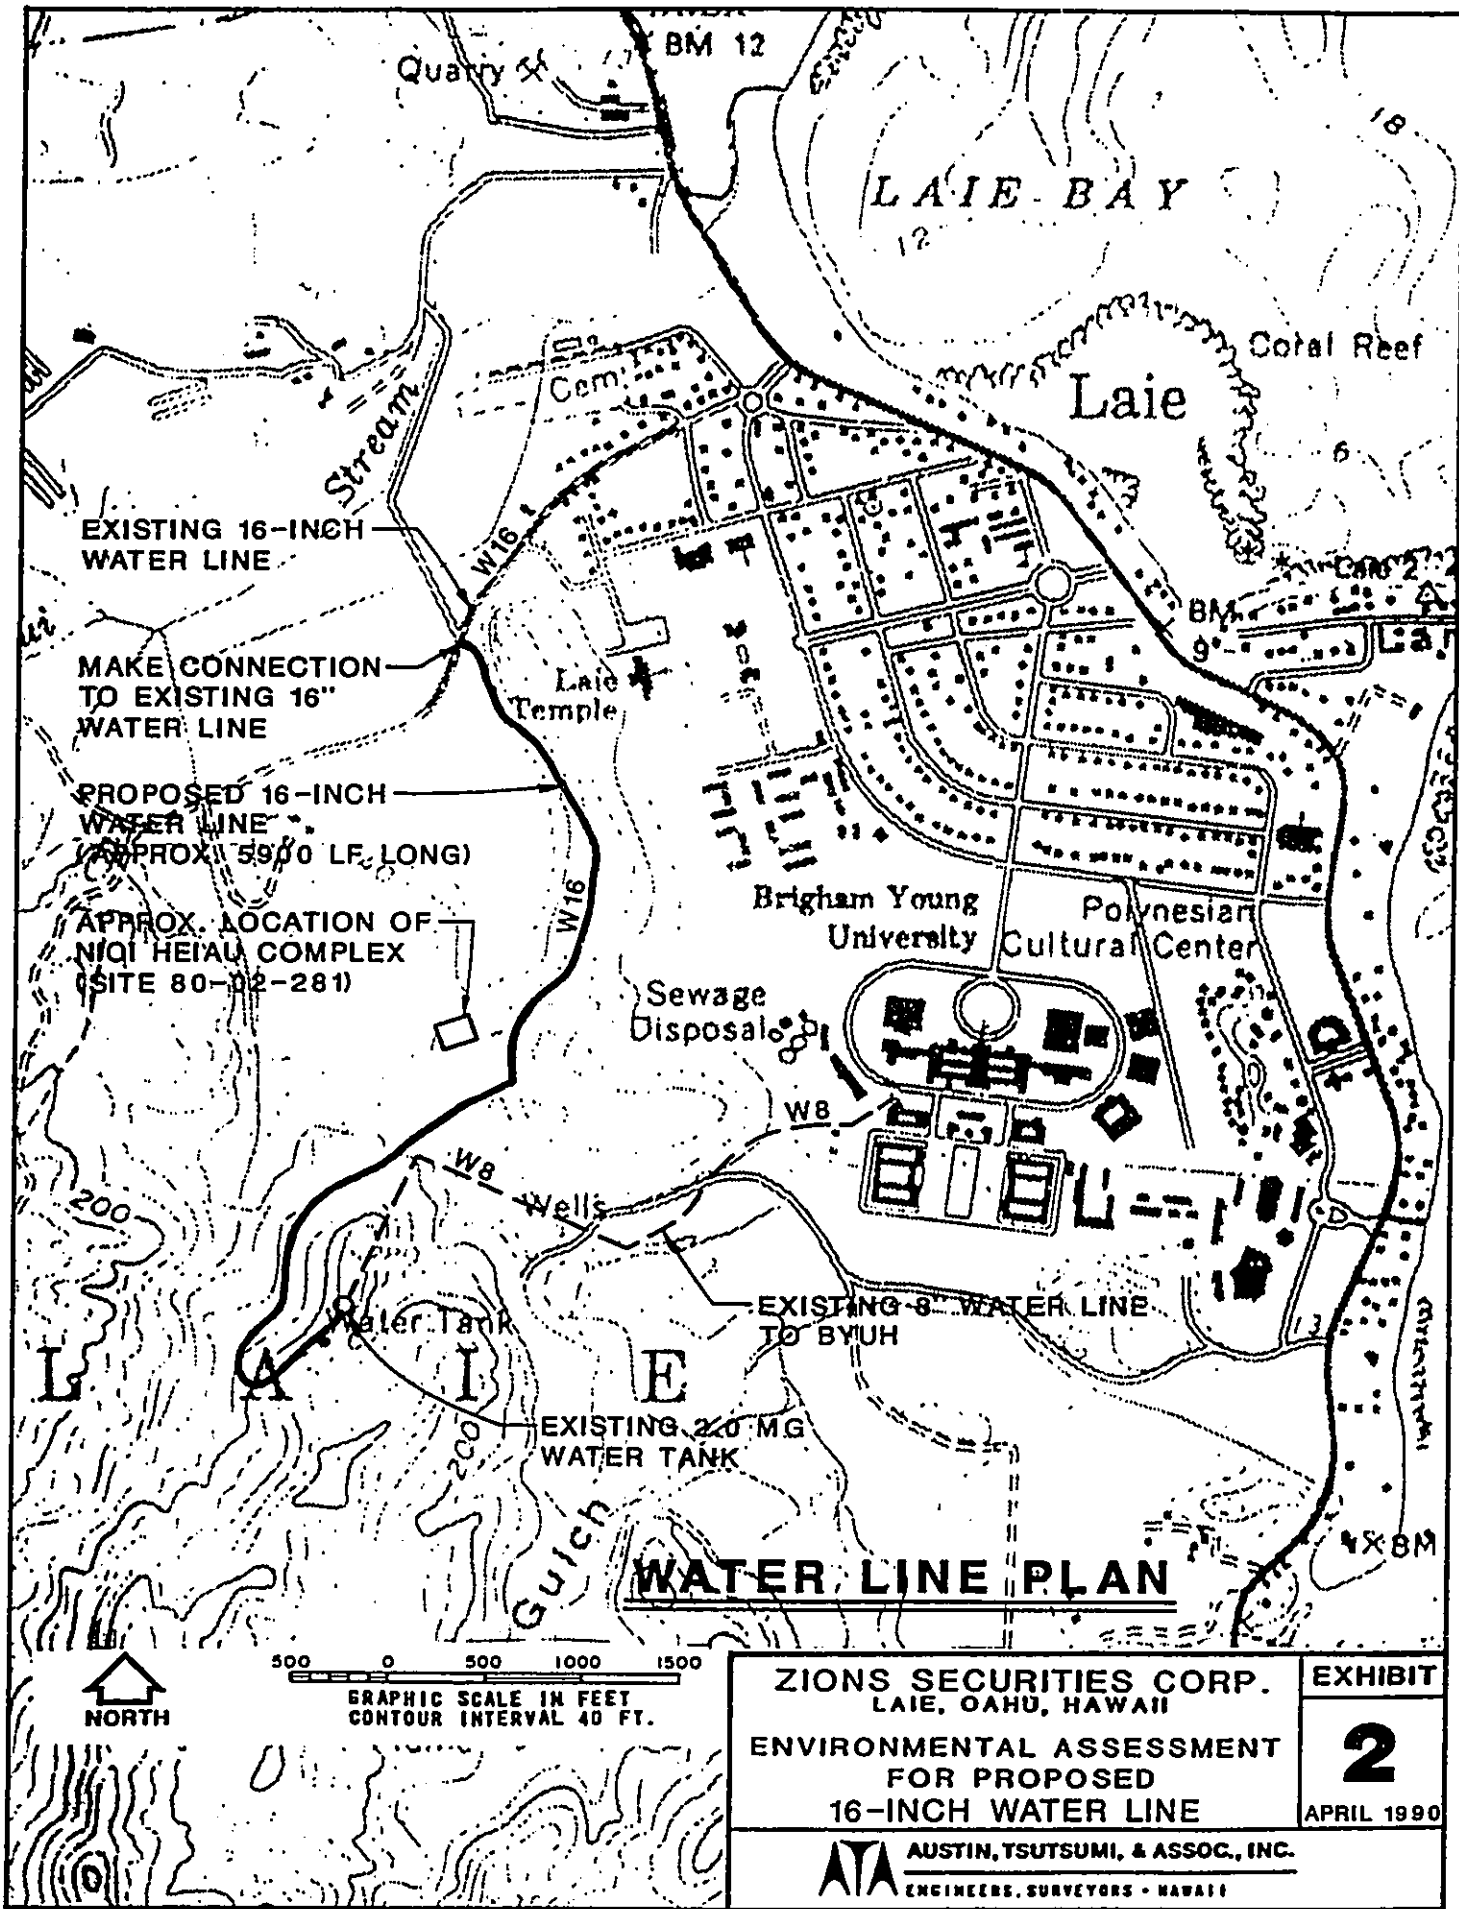 BM 12
Quarry
18
LAIE BAY
12
Coral Reef
Laie
Cem
6
Stream
EXISTING 16-INCH
WATER LINE
W16
BM
9
MAKE CONNECTION
TO EXISTING 16"
WATER LINE
Laie
Temple
PROPOSED 16-INCH
WATER LINE
(APPROX. 5900 LF LONG)
W16
APPROX. LOCATION OF
NIOI HEIAU COMPLEX
(SITE 80-02-281)
Brigham Young
University
Polynesian
Cultural Center
Sewage
Disposal
W8
W8
200
Wells
EXISTING 8" WATER LINE
TO BYUH
Water Tank
L A I E
EXISTING 2.0 MG
WATER TANK
200
Gulch
BM
WATER LINE PLAN
NORTH
500 0 500 1000 1500
GRAPHIC SCALE IN FEET
CONTOUR INTERVAL 40 FT.
ZIONS SECURITIES CORP.
LAIE, OAHU, HAWAII
ENVIRONMENTAL ASSESSMENT
FOR PROPOSED
16-INCH WATER LINE
EXHIBIT
2
APRIL 1990
ATA
AUSTIN, TSUTSUMI, & ASSOC., INC.
ENGINEERS, SURVEYORS • HAWAII